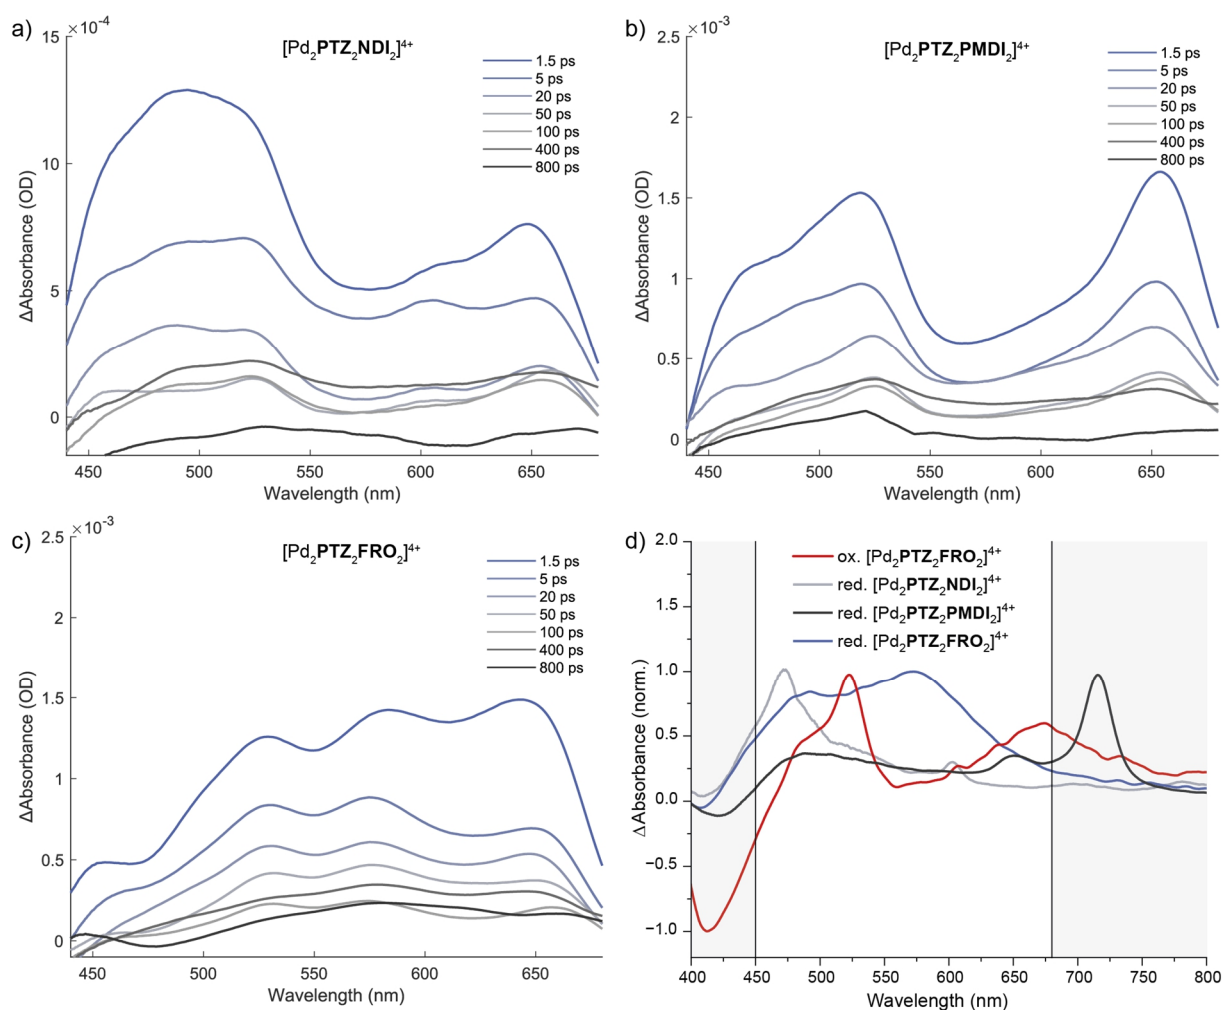 a)
×10⁻⁴
[Pd₂PTZ₂NDI₂]⁴⁺
1.5 ps
5 ps
20 ps
50 ps
100 ps
400 ps
800 ps
15
10
5
0
ΔAbsorbance (OD)
450 500 550 600 650
Wavelength (nm)
b)
×10⁻³
[Pd₂PTZ₂PMDI₂]⁴⁺
1.5 ps
5 ps
20 ps
50 ps
100 ps
400 ps
800 ps
2.5
2
1.5
1
0.5
0
ΔAbsorbance (OD)
450 500 550 600 650
Wavelength (nm)
c)
×10⁻³
[Pd₂PTZ₂FRO₂]⁴⁺
1.5 ps
5 ps
20 ps
50 ps
100 ps
400 ps
800 ps
2.5
2
1.5
1
0.5
0
ΔAbsorbance (OD)
450 500 550 600 650
Wavelength (nm)
d)
ox. [Pd₂PTZ₂FRO₂]⁴⁺
red. [Pd₂PTZ₂NDI₂]⁴⁺
red. [Pd₂PTZ₂PMDI₂]⁴⁺
red. [Pd₂PTZ₂FRO₂]⁴⁺
2.0
1.5
1.0
0.5
0.0
−0.5
−1.0
ΔAbsorbance (norm.)
400 450 500 550 600 650 700 750 800
Wavelength (nm)